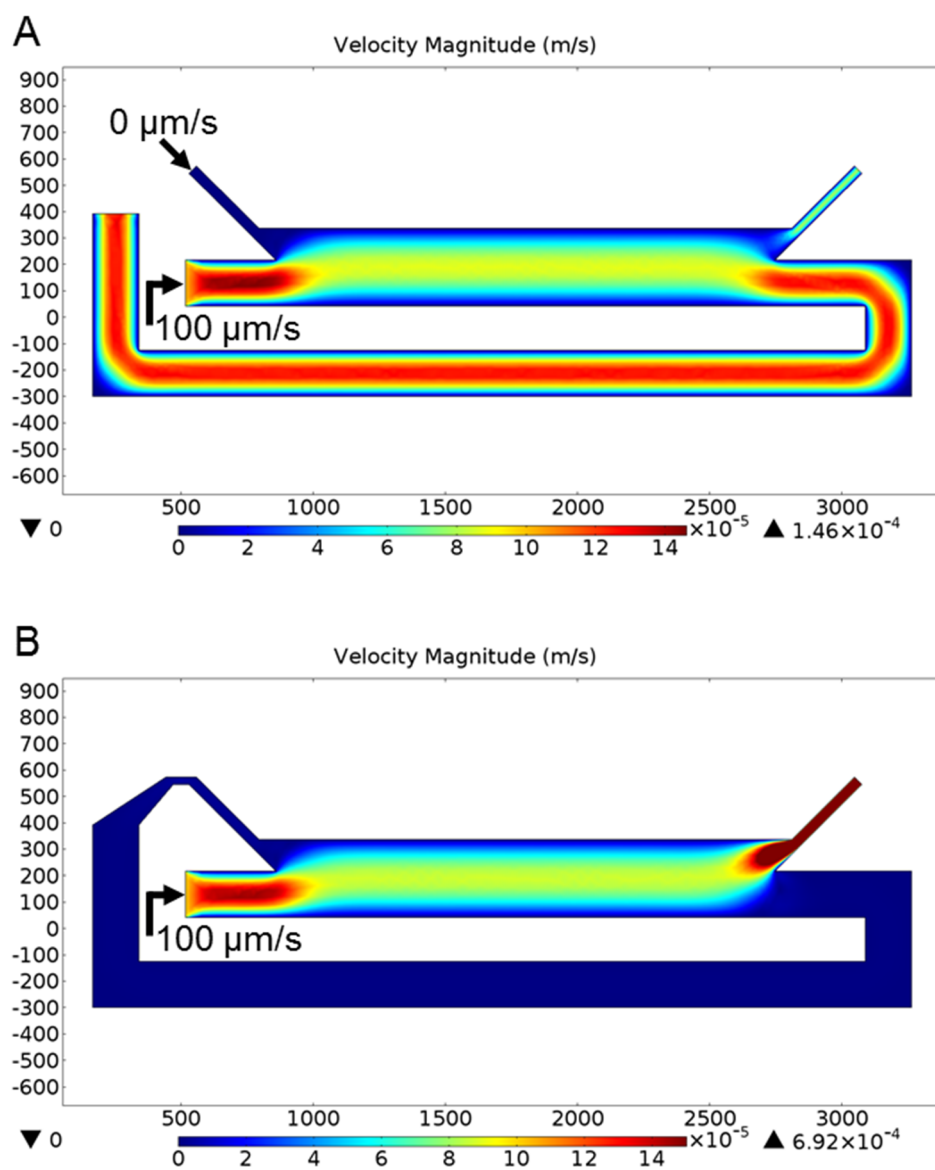 A
Velocity Magnitude (m/s)
900
800
700
600
500
400
300
200
100
0
-100
-200
-300
-400
-500
-600
0 µm/s
100 µm/s
500 1000 1500 2000 2500 3000
▼ 0 0 2 4 6 8 10 12 14 ×10⁻⁵ ▲ 1.46×10⁻⁴
B
Velocity Magnitude (m/s)
900
800
700
600
500
400
300
200
100
0
-100
-200
-300
-400
-500
-600
100 µm/s
500 1000 1500 2000 2500 3000
▼ 0 0 2 4 6 8 10 12 14 ×10⁻⁵ ▲ 6.92×10⁻⁴